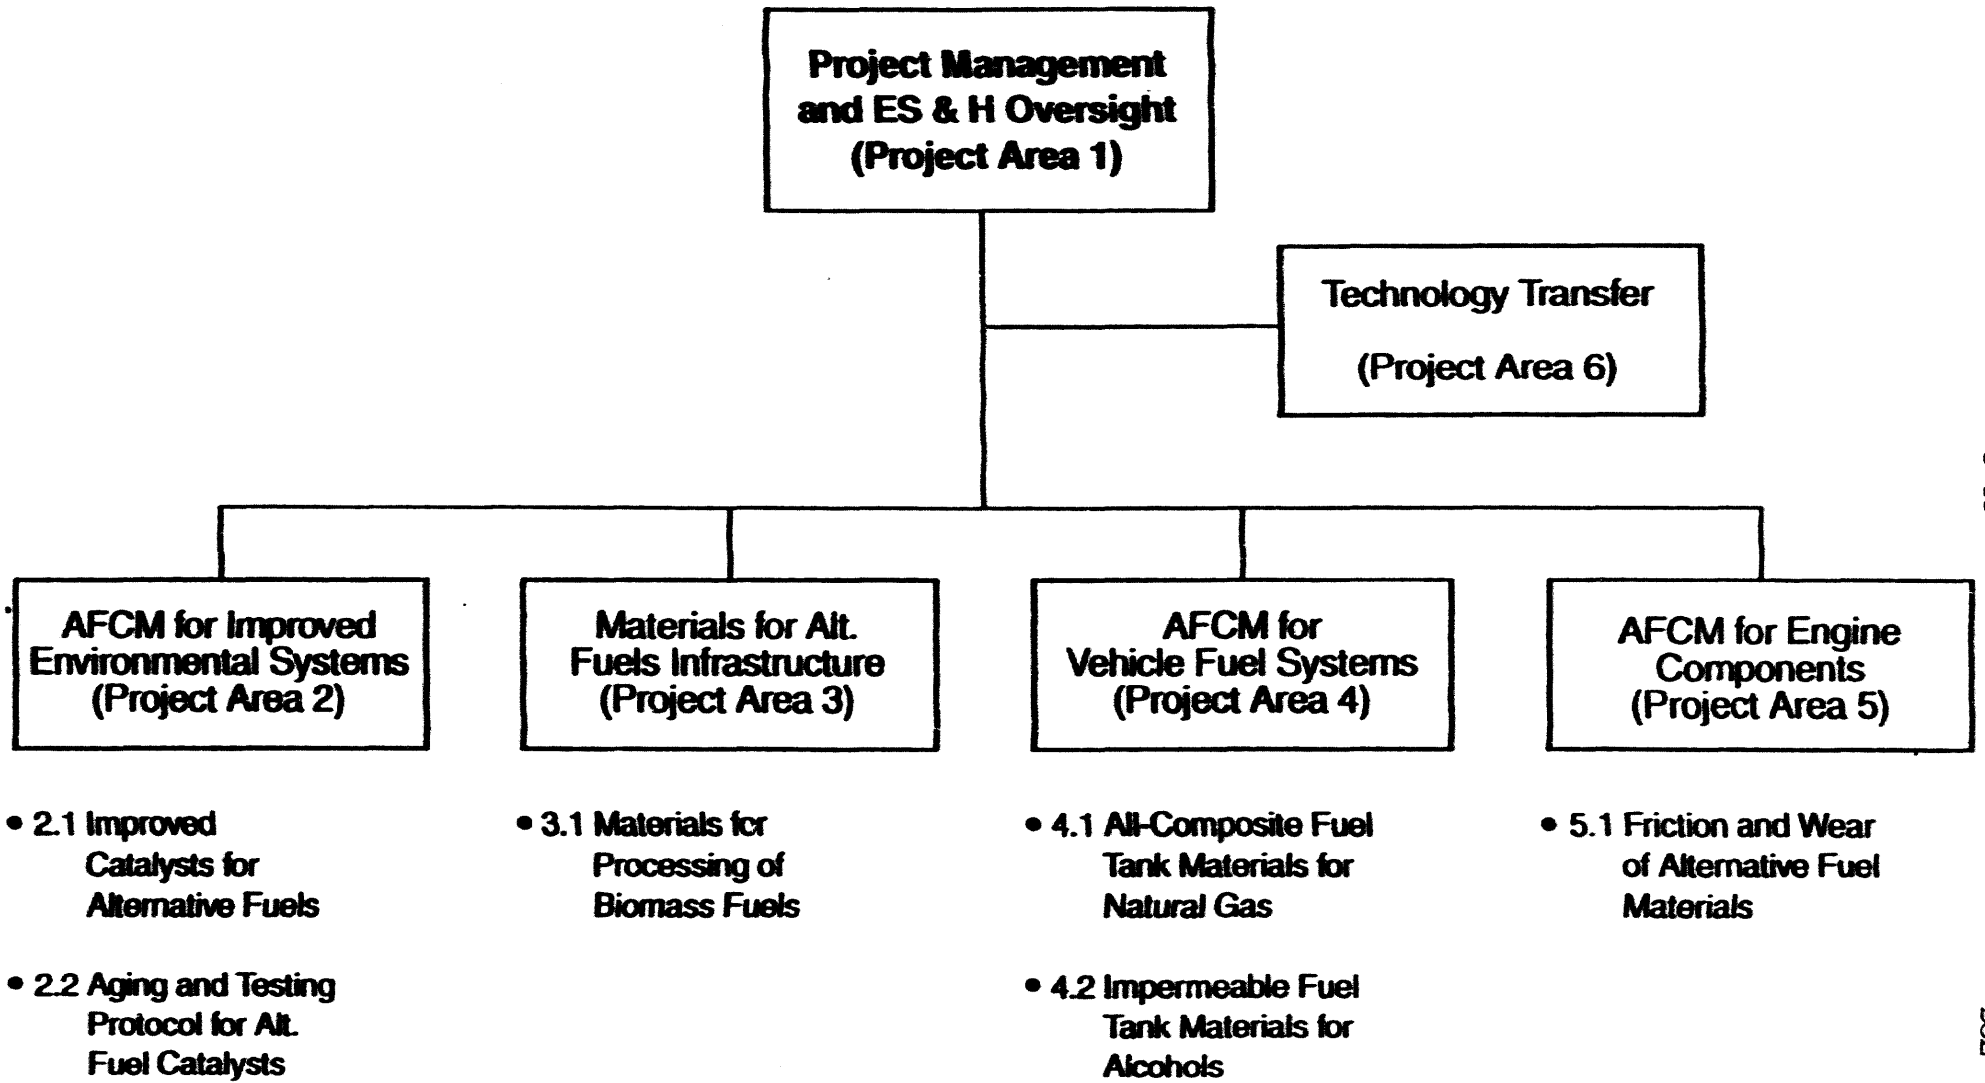 Project Management
and ES & H Oversight
(Project Area 1)
Technology Transfer
(Project Area 6)
AFCM for Improved
Environmental Systems
(Project Area 2)
Materials for Alt.
Fuels Infrastructure
(Project Area 3)
AFCM for
Vehicle Fuel Systems
(Project Area 4)
AFCM for Engine
Components
(Project Area 5)
• 2.1 Improved
Catalysts for
Alternative Fuels
• 2.2 Aging and Testing
Protocol for Alt.
Fuel Catalysts
• 3.1 Materials for
Processing of
Biomass Fuels
• 4.1 All-Composite Fuel
Tank Materials for
Natural Gas
• 4.2 Impermeable Fuel
Tank Materials for
Alcohols
• 5.1 Friction and Wear
of Alternative Fuel
Materials